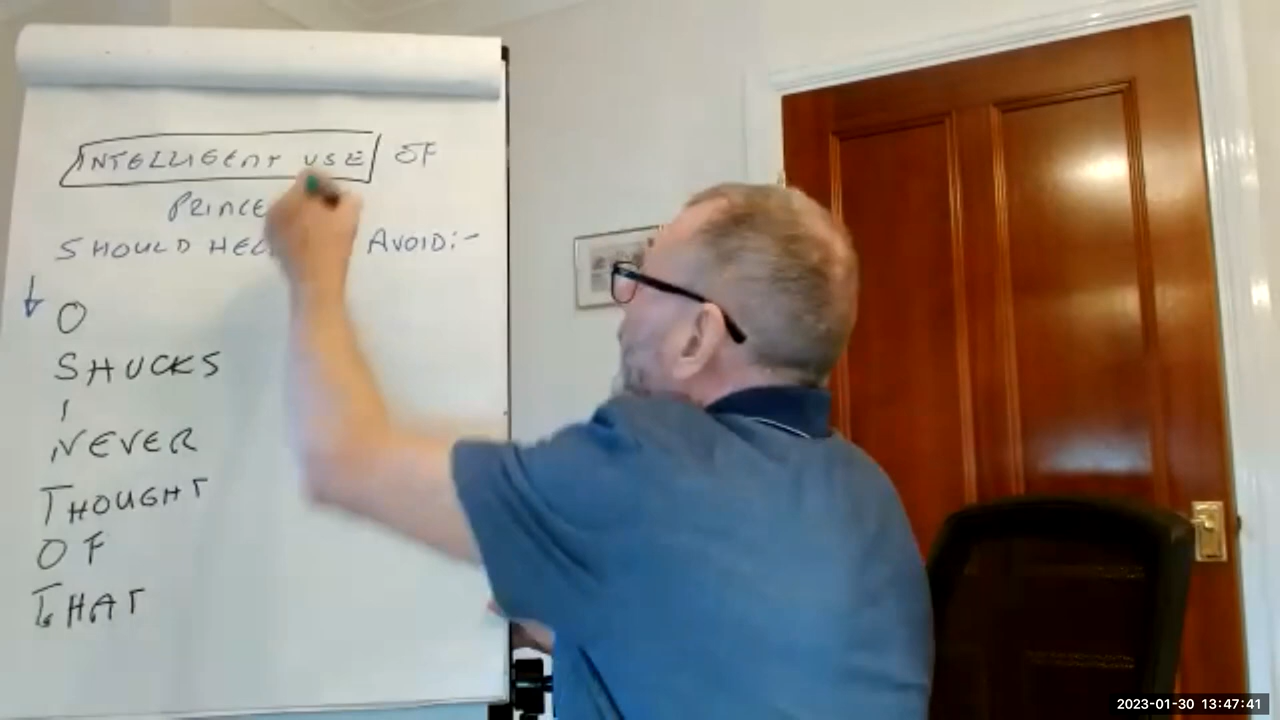 INTELLIGENT USE OF
PRINCE
SHOULD HEL AVOID:-
O
SHUCKS
I
NEVER
THOUGHT
OF
THAT
2023-01-30 13:47:41